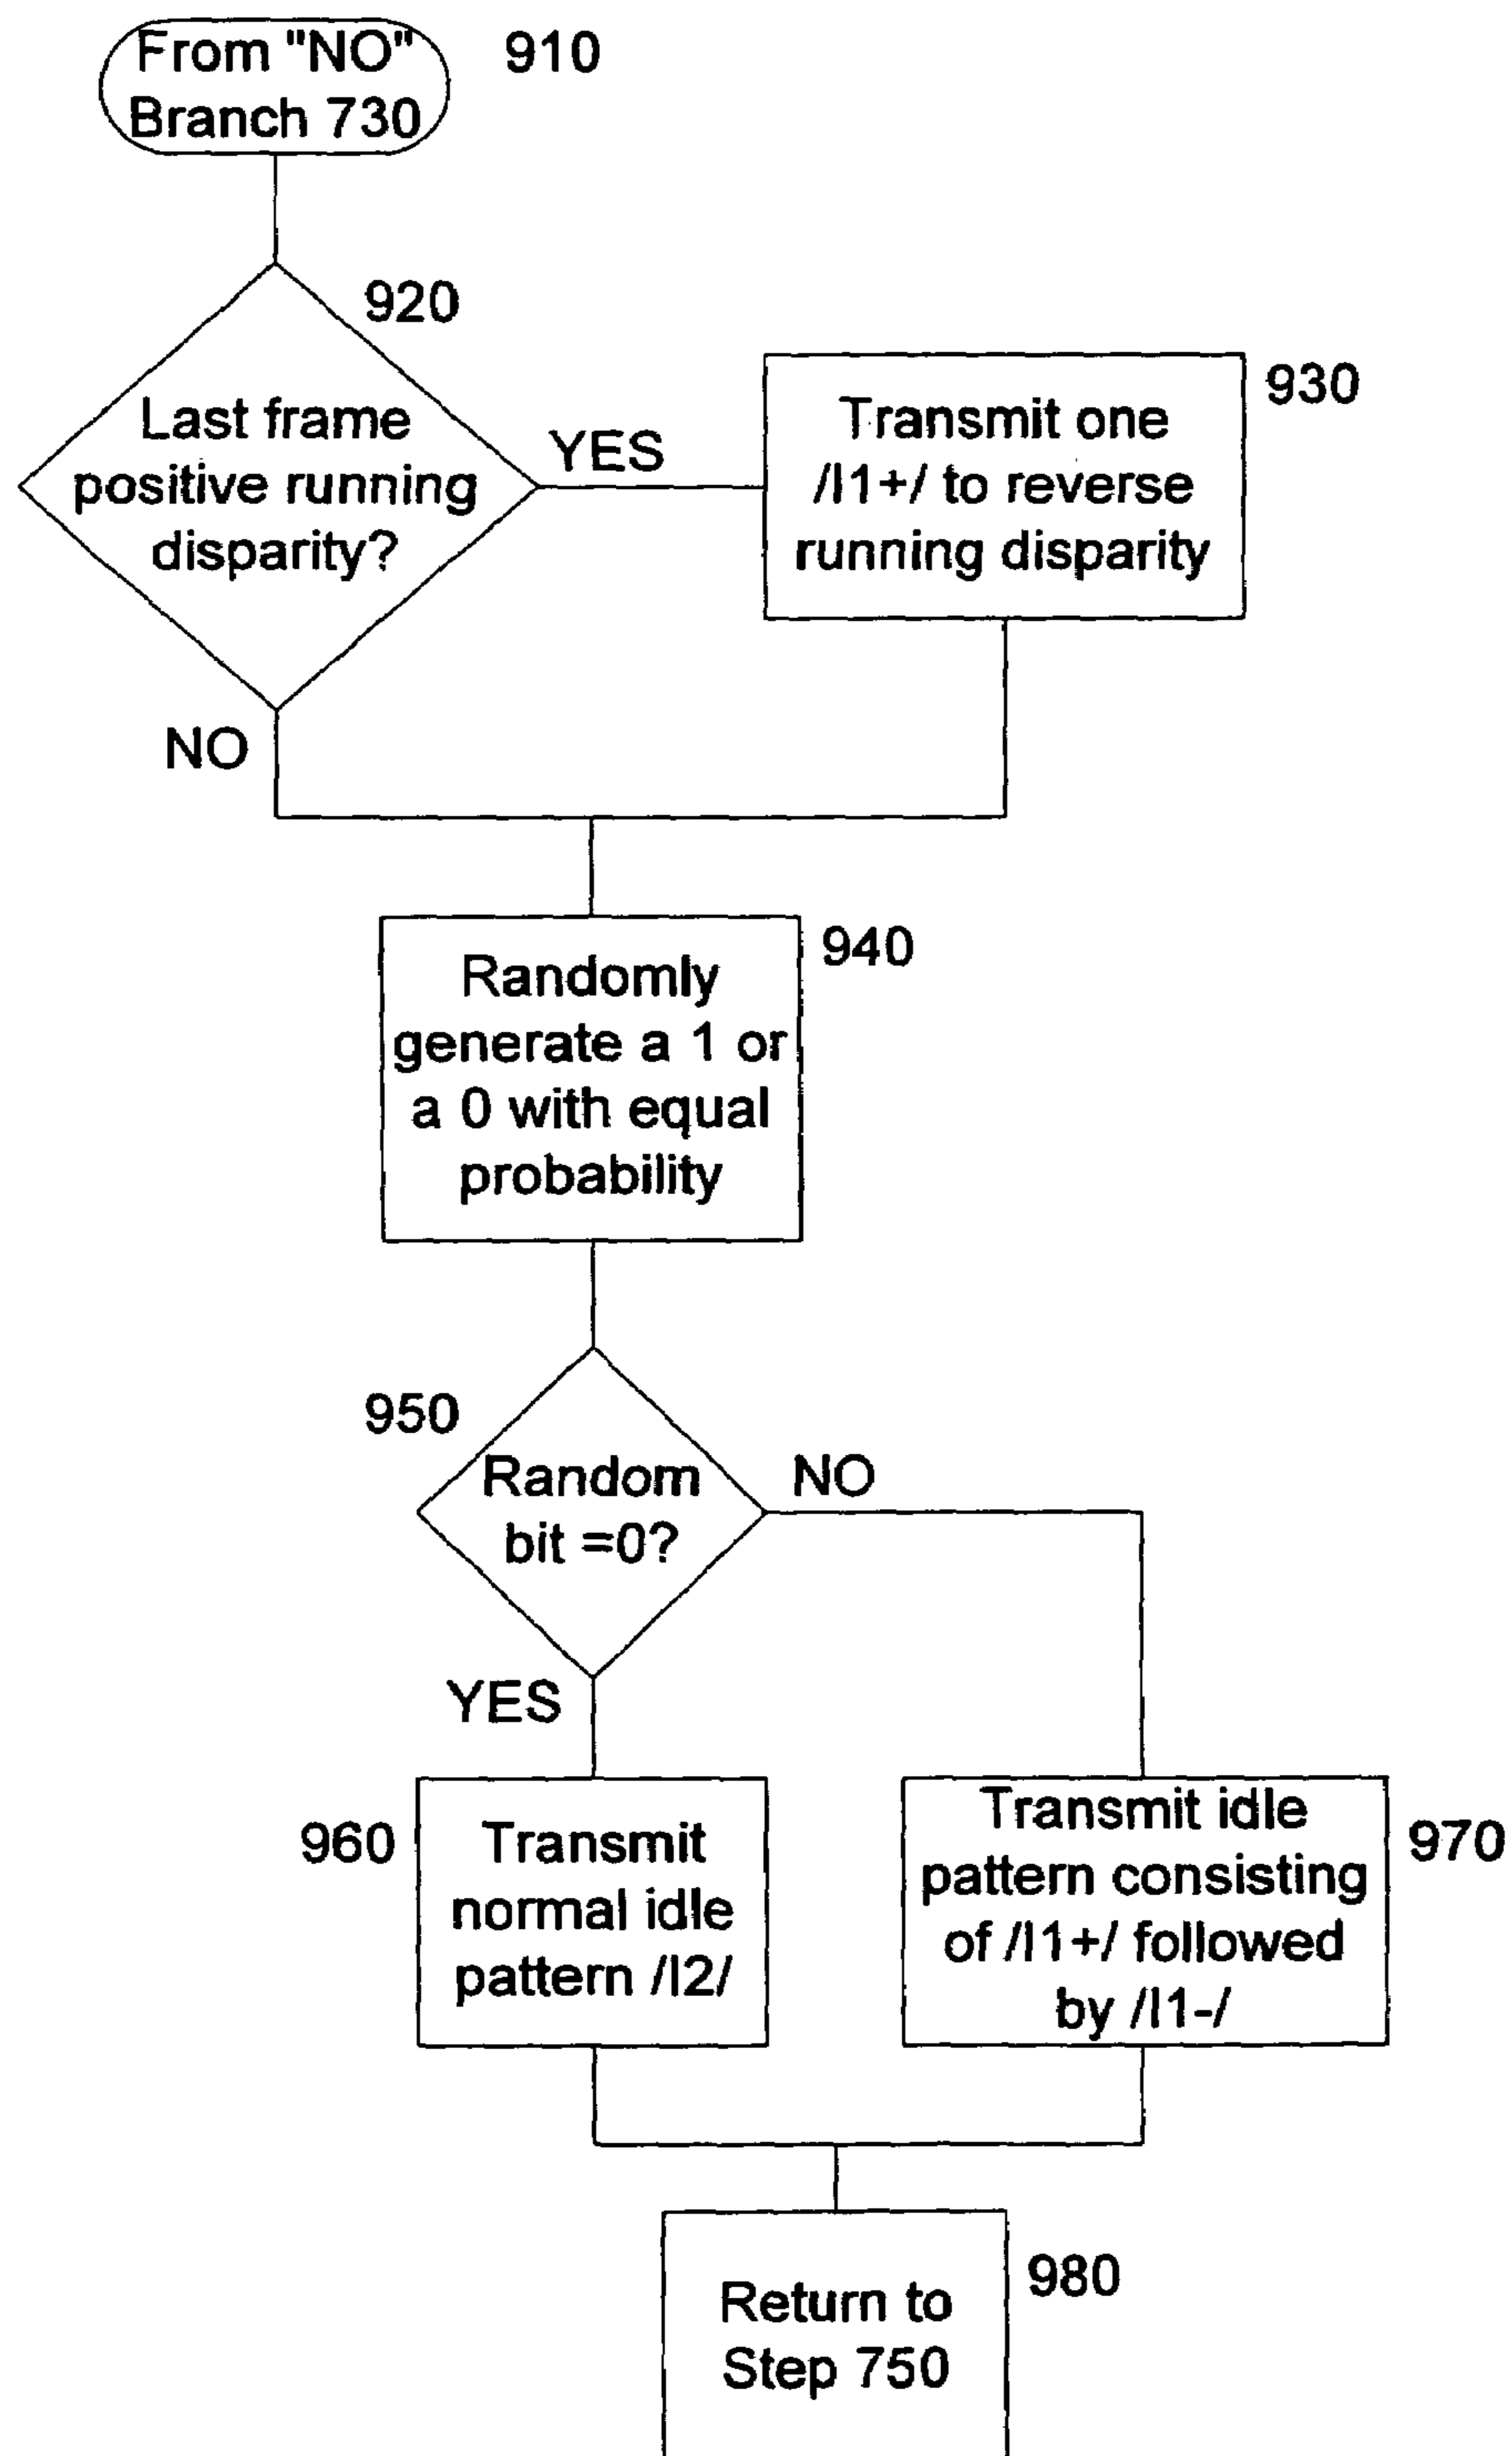 From "NO"
Branch 730
910
920
Last frame
positive running
disparity?
YES
930
Transmit one
/I1+/ to reverse
running disparity
NO
940
Randomly
generate a 1 or
a 0 with equal
probability
950
Random
bit =0?
NO
YES
960
Transmit
normal idle
pattern /I2/
Transmit idle
pattern consisting
of /I1+/ followed
by /I1-/
970
980
Return to
Step 750